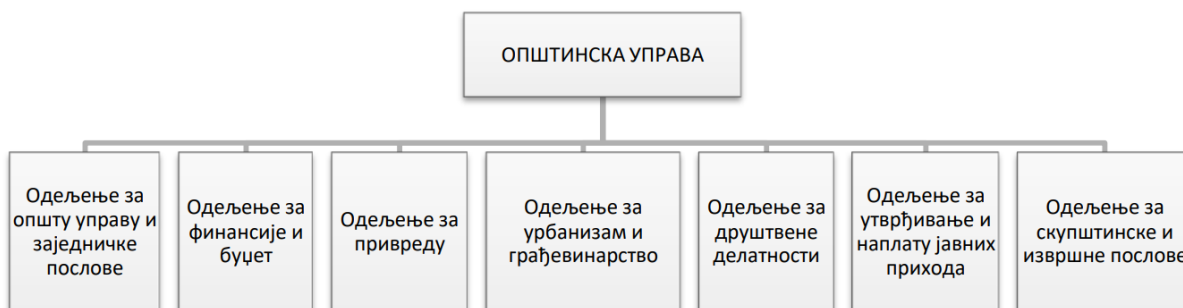 ОПШТИНСКА УПРАВА
Одељење за
општу управу и
заједничке
послове
Одељење за
финансије и
буџет
Одељење за
привреду
Одељење за
урбанизам и
грађевинарство
Одељење за
друштвене
делатности
Одељење за
утврђивање и
наплату јавних
прихода
Одељење за
скупштинске и
извршне послове